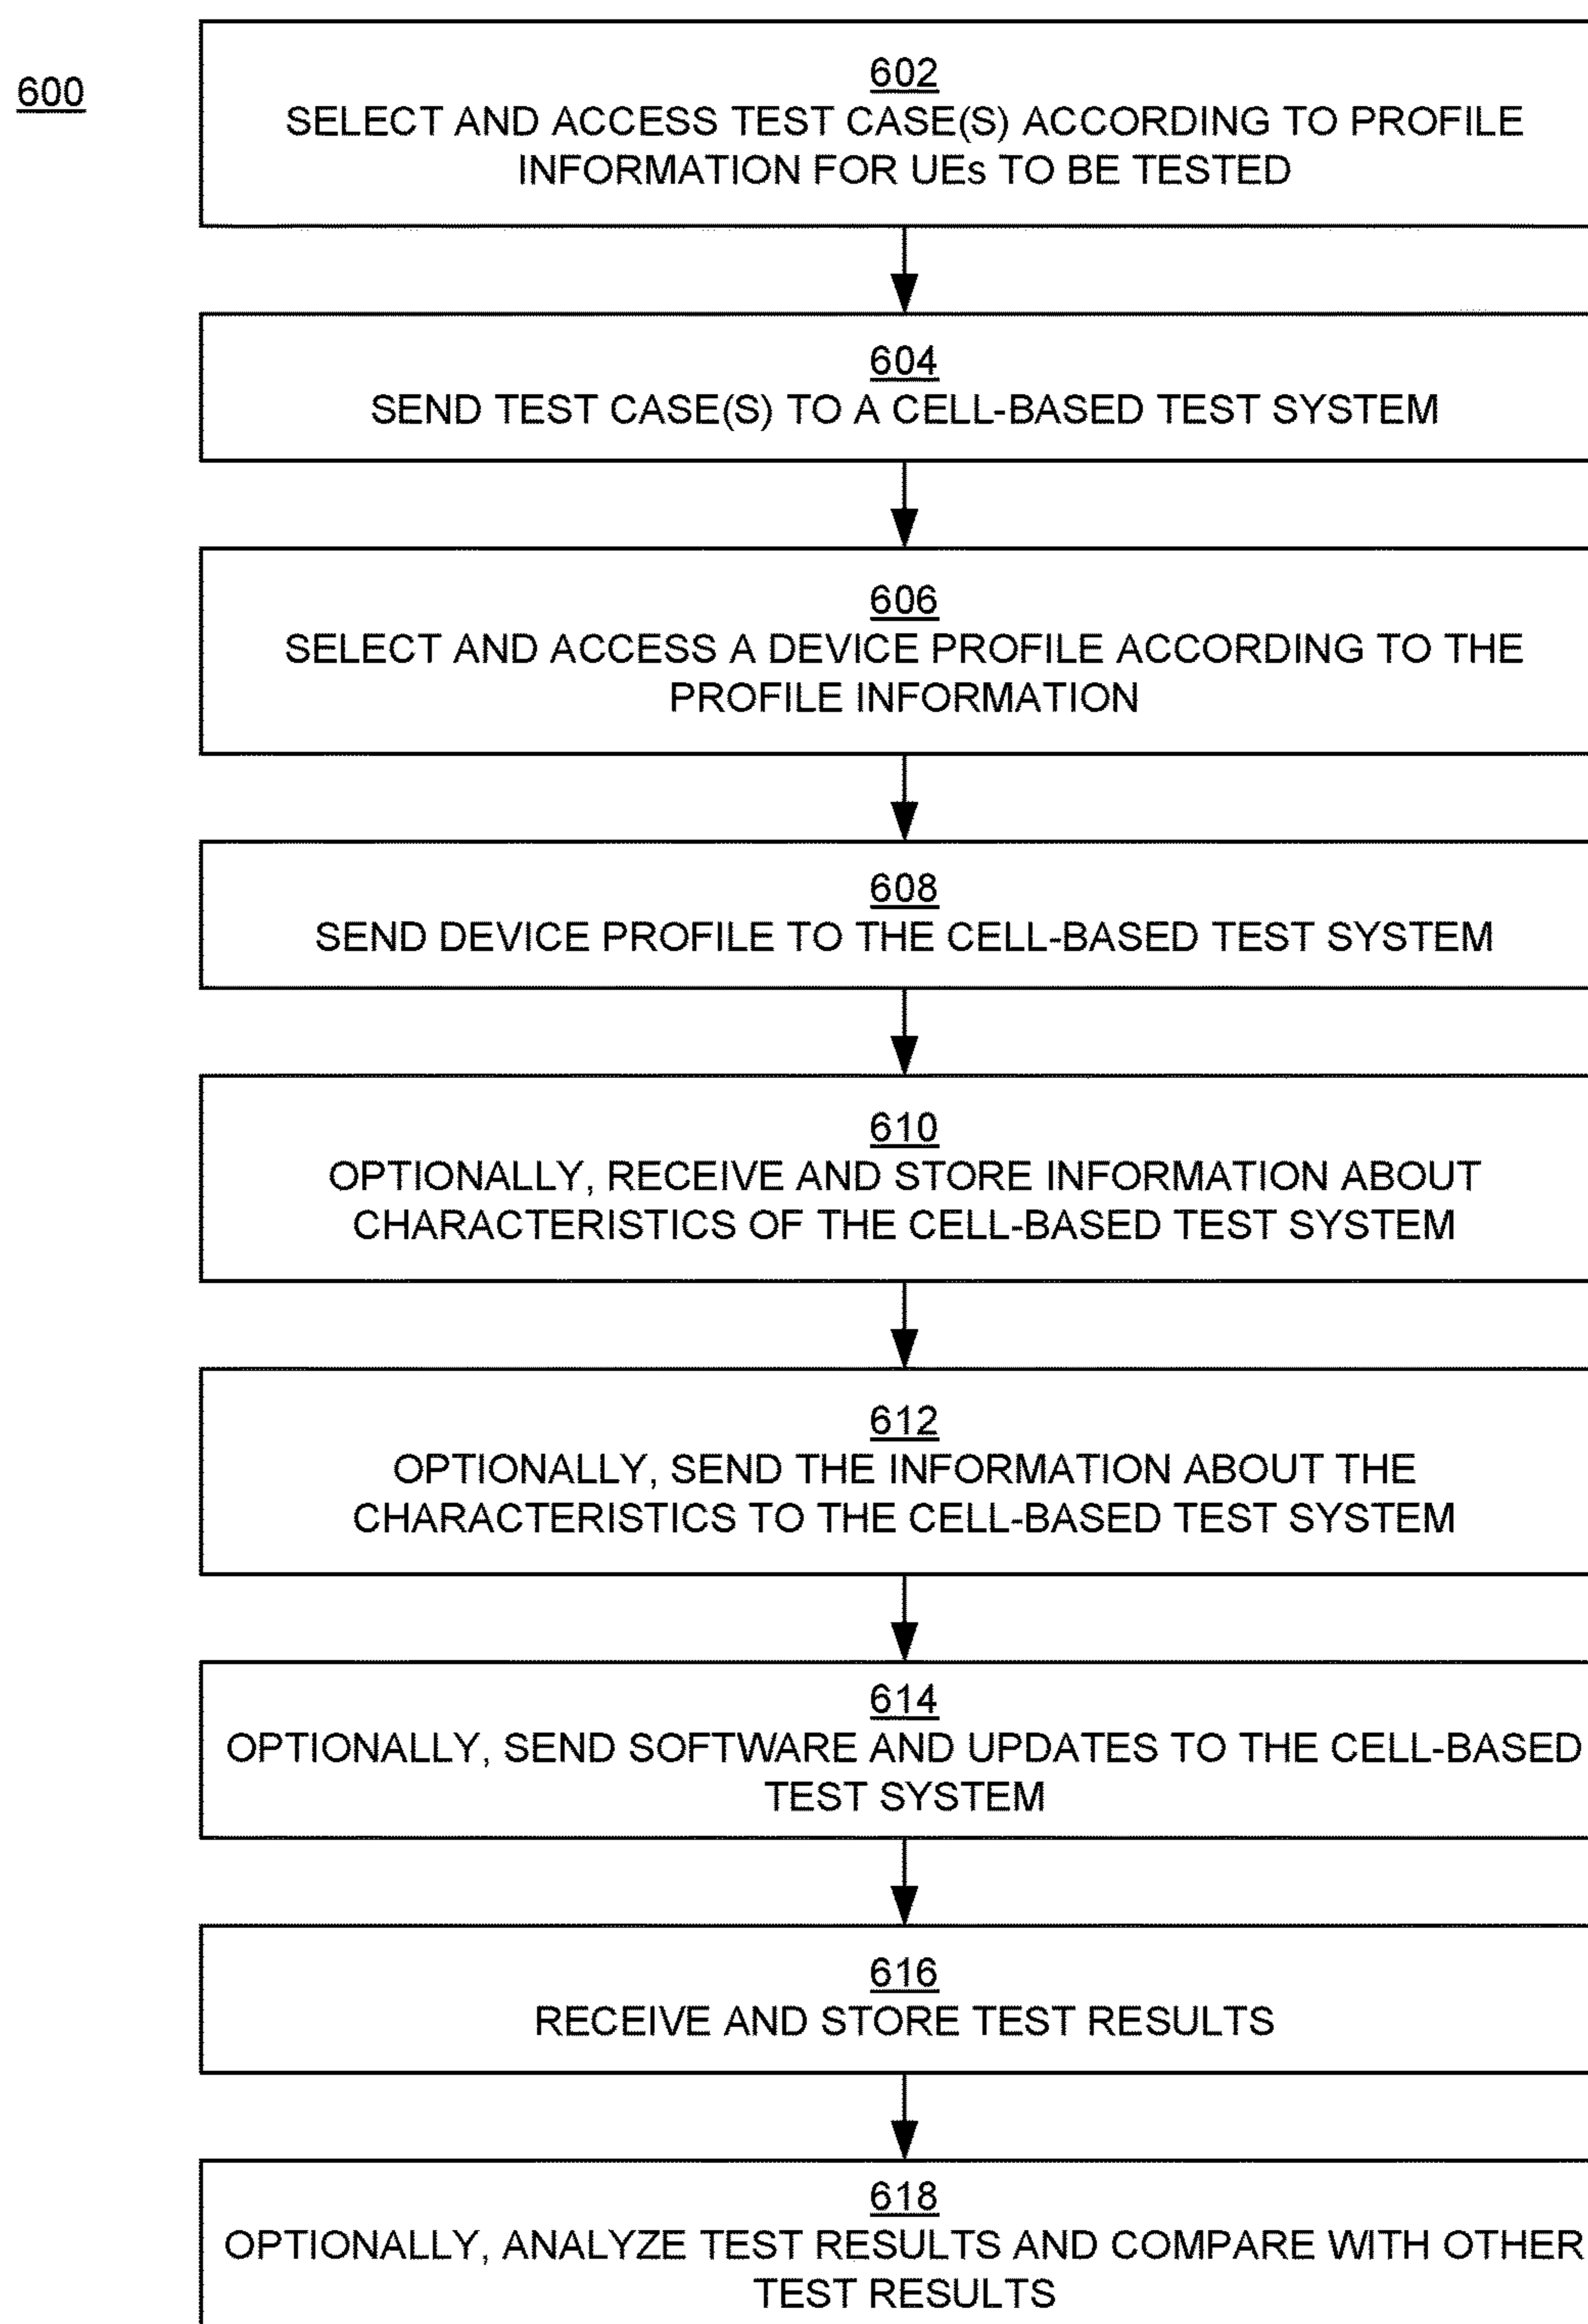 600
602
SELECT AND ACCESS TEST CASE(S) ACCORDING TO PROFILE
INFORMATION FOR UEs TO BE TESTED
604
SEND TEST CASE(S) TO A CELL-BASED TEST SYSTEM
606
SELECT AND ACCESS A DEVICE PROFILE ACCORDING TO THE
PROFILE INFORMATION
608
SEND DEVICE PROFILE TO THE CELL-BASED TEST SYSTEM
610
OPTIONALLY, RECEIVE AND STORE INFORMATION ABOUT
CHARACTERISTICS OF THE CELL-BASED TEST SYSTEM
612
OPTIONALLY, SEND THE INFORMATION ABOUT THE
CHARACTERISTICS TO THE CELL-BASED TEST SYSTEM
614
OPTIONALLY, SEND SOFTWARE AND UPDATES TO THE CELL-BASED
TEST SYSTEM
616
RECEIVE AND STORE TEST RESULTS
618
OPTIONALLY, ANALYZE TEST RESULTS AND COMPARE WITH OTHER
TEST RESULTS